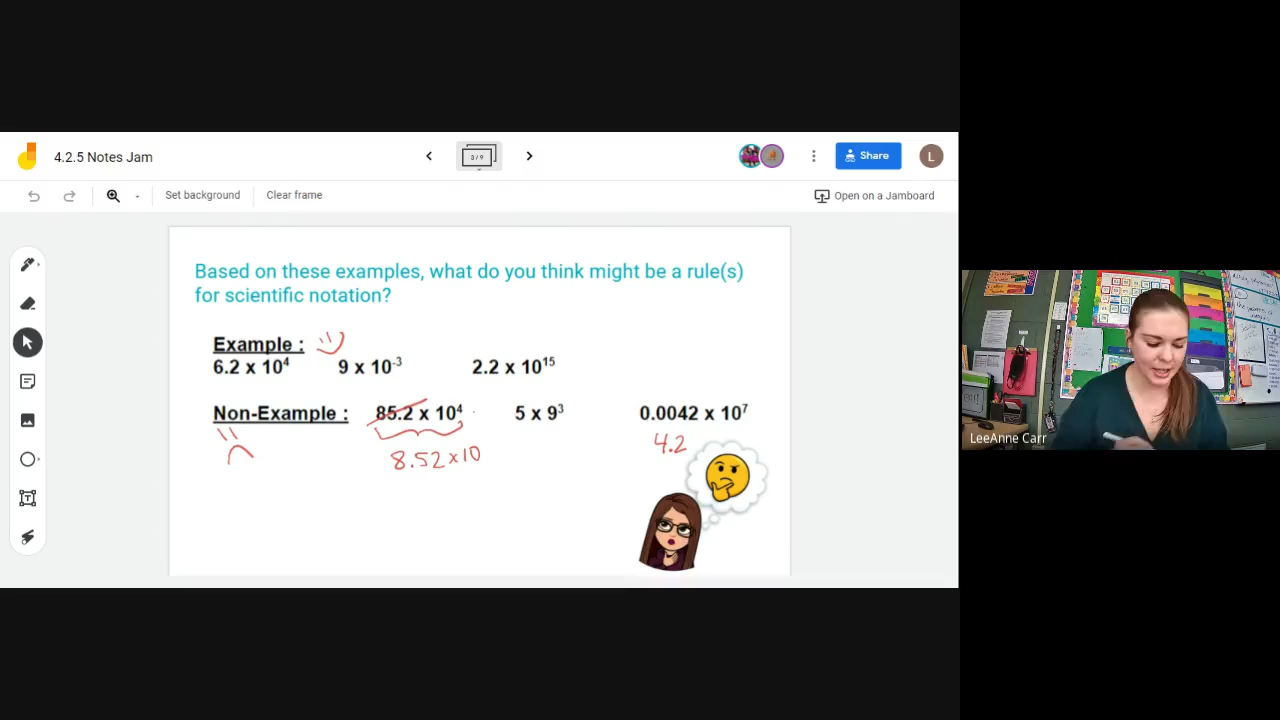 4.2.5 Notes Jam
3 / 9
Share
L
Set background
Clear frame
Open on a Jamboard
Based on these examples, what do you think might be a rule(s)
for scientific notation?
Example :
6.2 x 10⁴ 9 x 10⁻³ 2.2 x 10¹⁵
Non-Example : 85.2 x 10⁴ 5 x 9³ 0.0042 x 10⁷
8.52 x 10 4.2
LeeAnne Carr